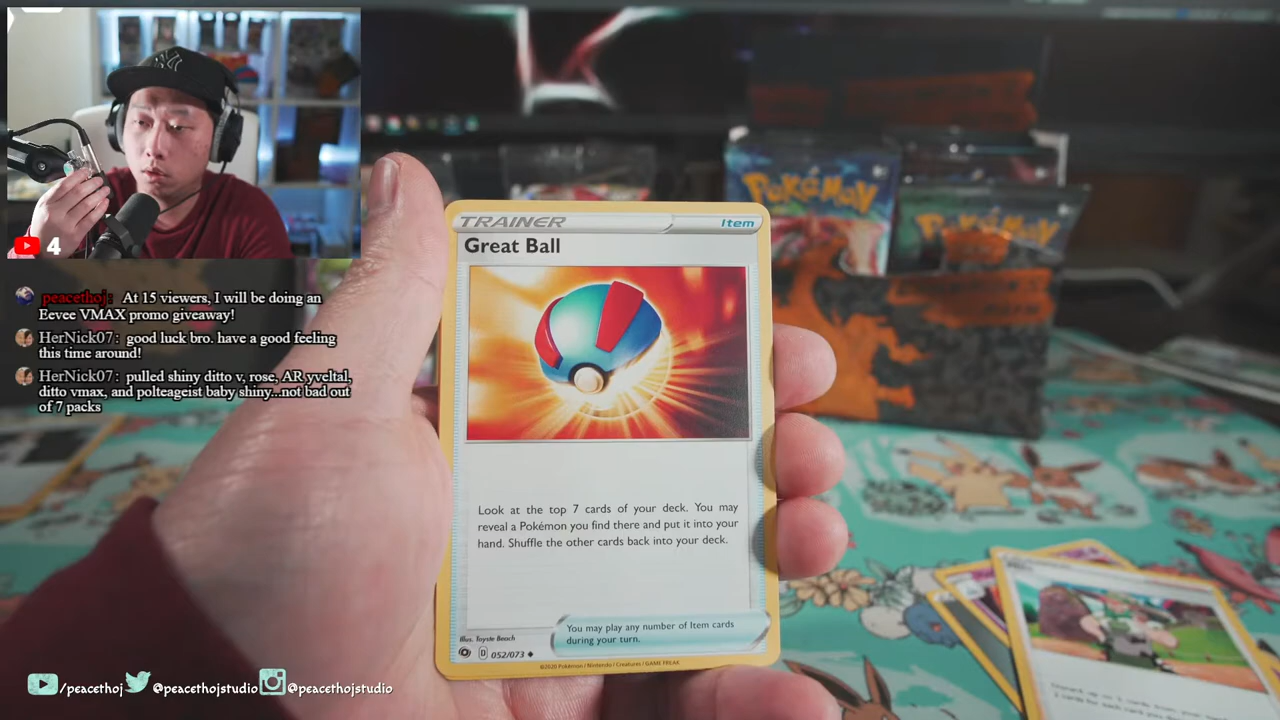 4
peacethoj: At 15 viewers, I will be doing an
Eevee VMAX promo giveaway!
HerNick07: good luck bro. have a good feeling
this time around!
HerNick07: pulled shiny ditto v, rose, AR yveltal,
ditto vmax, and polteageist baby shiny...not bad out
of 7 packs
TRAINER Item
Great Ball
Look at the top 7 cards of your deck. You may
reveal a Pokémon you find there and put it into your
hand. Shuffle the other cards back into your deck.
You may play any number of Item cards
during your turn.
Illus. Toyste Beach
D 052/073
©2020 Pokémon / Nintendo / Creatures / GAME FREAK
POKéMON
POKéMON
/peacethoj @peacethojstudio @peacethojstudio